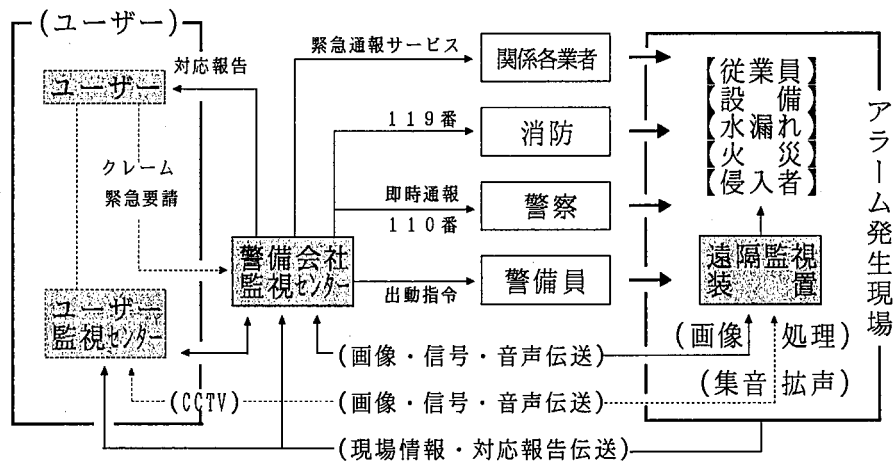 (ユーザー)
ユーザー
対応報告
クレーム
緊急要請
ユーザー
監視センター
警備会社
監視センター
緊急通報サービス
119番
即時通報
110番
出動指令
関係各業者
消防
警察
警備員
【従業員】
【設備】
【水漏れ】
【火災】
【侵入者】
遠隔監視
装置
アラーム発生現場
(画像・信号・音声伝送)
(画像 処理)
(集音 拡声)
(CCTV)
(画像・信号・音声伝送)
(現場情報・対応報告伝送)